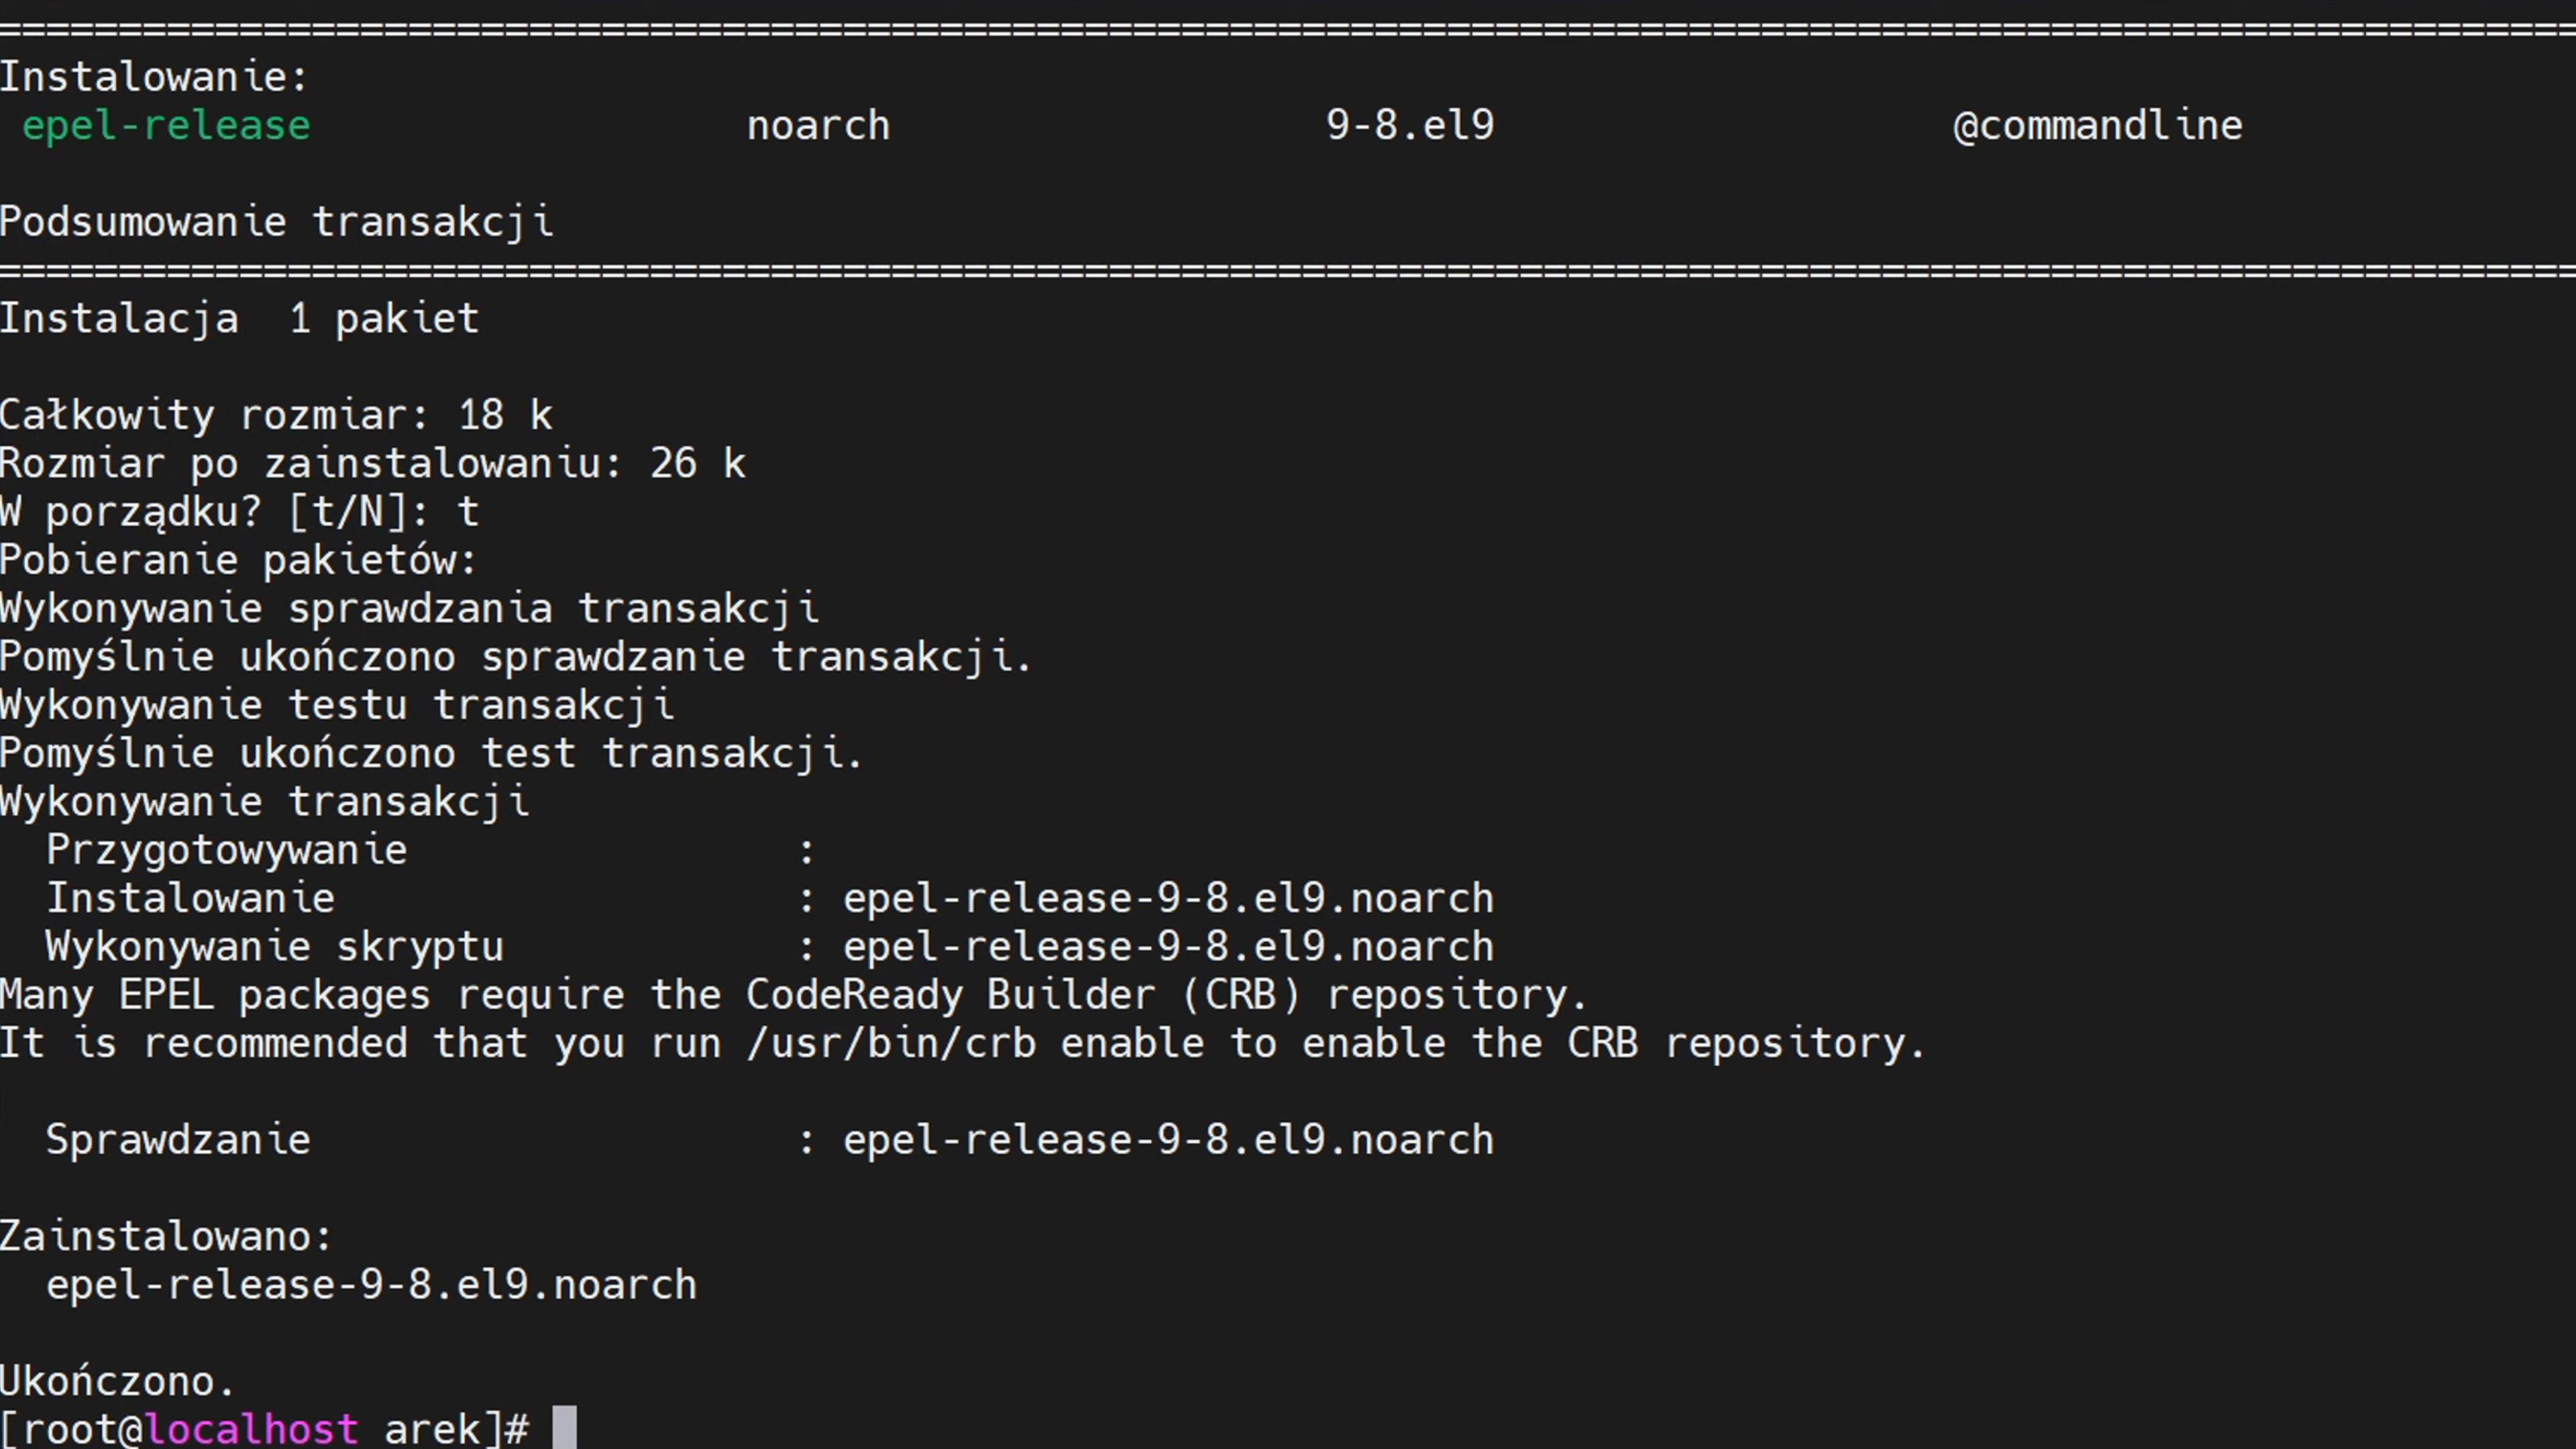 ================================================================================
Instalowanie:
epel-release noarch 9-8.el9 @commandline
Podsumowanie transakcji
================================================================================
Instalacja 1 pakiet
Całkowity rozmiar: 18 k
Rozmiar po zainstalowaniu: 26 k
W porządku? [t/N]: t
Pobieranie pakietów:
Wykonywanie sprawdzania transakcji
Pomyślnie ukończono sprawdzanie transakcji.
Wykonywanie testu transakcji
Pomyślnie ukończono test transakcji.
Wykonywanie transakcji
Przygotowywanie :
Instalowanie : epel-release-9-8.el9.noarch
Wykonywanie skryptu : epel-release-9-8.el9.noarch
Many EPEL packages require the CodeReady Builder (CRB) repository.
It is recommended that you run /usr/bin/crb enable to enable the CRB repository.
Sprawdzanie : epel-release-9-8.el9.noarch
Zainstalowano:
epel-release-9-8.el9.noarch
Ukończono.
[root@localhost arek]#